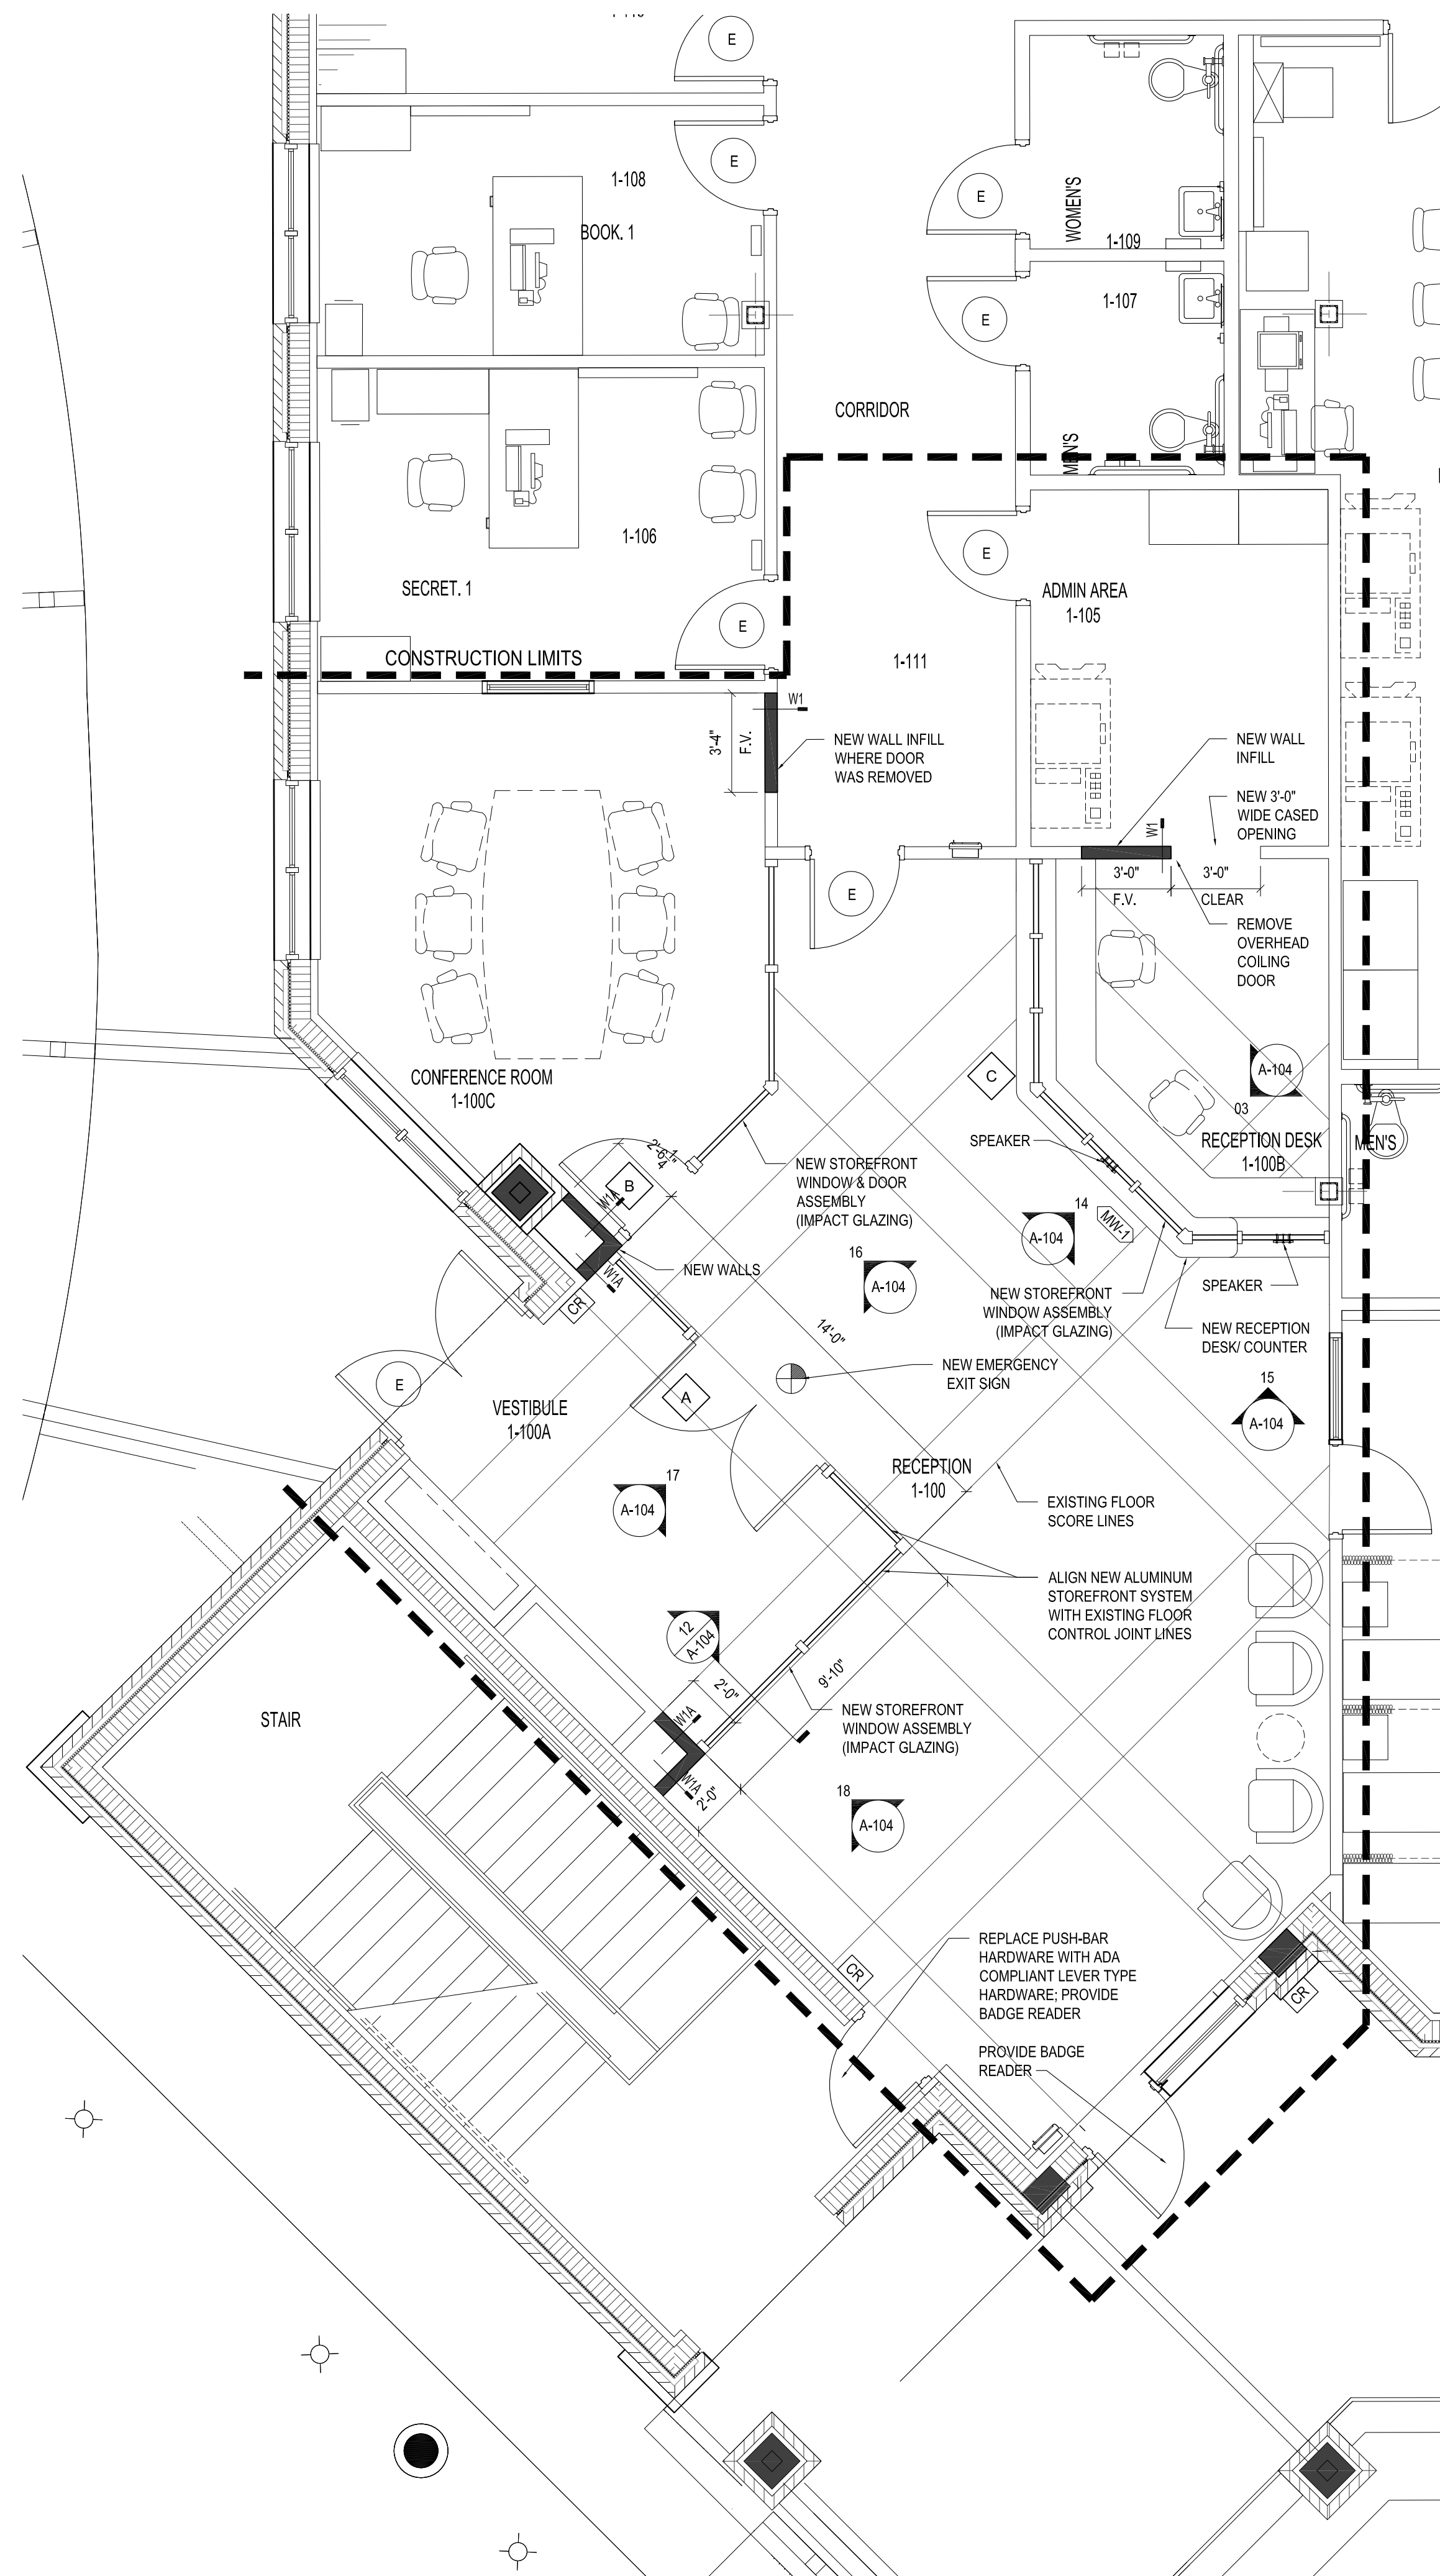 E
E
1-108
BOOK. 1
E
WOMEN'S
1-109
1-107
E
CORRIDOR
MEN'S
1-106
SECRET. 1
E
E
ADMIN AREA
1-105
CONSTRUCTION LIMITS
1-111
W1
3'-4"
F.V.
NEW WALL INFILL
WHERE DOOR
WAS REMOVED
NEW WALL
INFILL
NEW 3'-0"
WIDE CASED
OPENING
W1
3'-0"
F.V.
3'-0"
CLEAR
E
REMOVE
OVERHEAD
COILING
DOOR
CONFERENCE ROOM
1-100C
C
A-104
03
SPEAKER
RECEPTION DESK
1-100B
MEN'S
2'-6 1/4"
B
W1A
W1A
NEW STOREFRONT
WINDOW & DOOR
ASSEMBLY
(IMPACT GLAZING)
NEW WALLS
CR
14
A-104
MW-1
16
A-104
NEW STOREFRONT
WINDOW ASSEMBLY
(IMPACT GLAZING)
SPEAKER
NEW RECEPTION
DESK/ COUNTER
14'-0"
NEW EMERGENCY
EXIT SIGN
E
A
15
A-104
VESTIBULE
1-100A
17
A-104
RECEPTION
1-100
EXISTING FLOOR
SCORE LINES
ALIGN NEW ALUMINUM
STOREFRONT SYSTEM
WITH EXISTING FLOOR
CONTROL JOINT LINES
12
A-104
2'-0"
9'-10"
NEW STOREFRONT
WINDOW ASSEMBLY
(IMPACT GLAZING)
STAIR
W1A
W1A
2'-0"
18
A-104
CR
REPLACE PUSH-BAR
HARDWARE WITH ADA
COMPLIANT LEVER TYPE
HARDWARE; PROVIDE
BADGE READER
CR
PROVIDE BADGE
READER